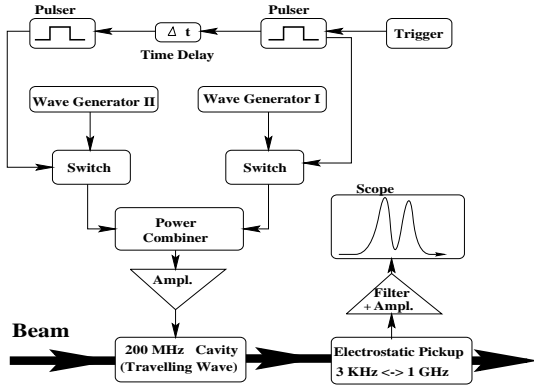 Pulser
Pulser
Δ t
Trigger
Time Delay
Wave Generator II
Wave Generator I
Switch
Switch
Scope
Power
Combiner
Ampl.
Filter
+ Ampl.
Beam
200 MHz Cavity
(Travelling Wave)
Electrostatic Pickup
3 KHz <-> 1 GHz